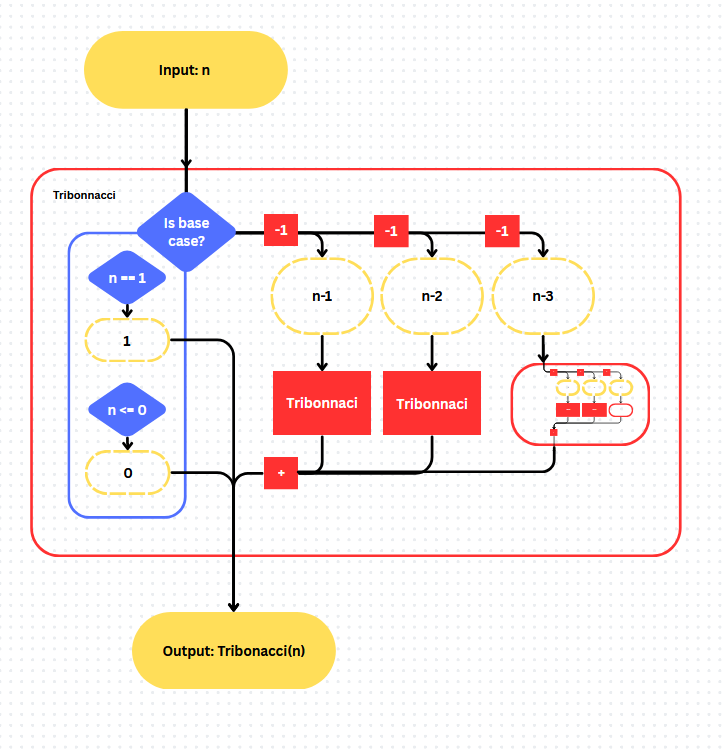 Input: n
Tribonnacci
Is base
case?
-1
-1
-1
n == 1
n-1
n-2
n-3
1
Tribonnaci
Tribonnaci
n <= 0
0
+
Output: Tribonacci(n)